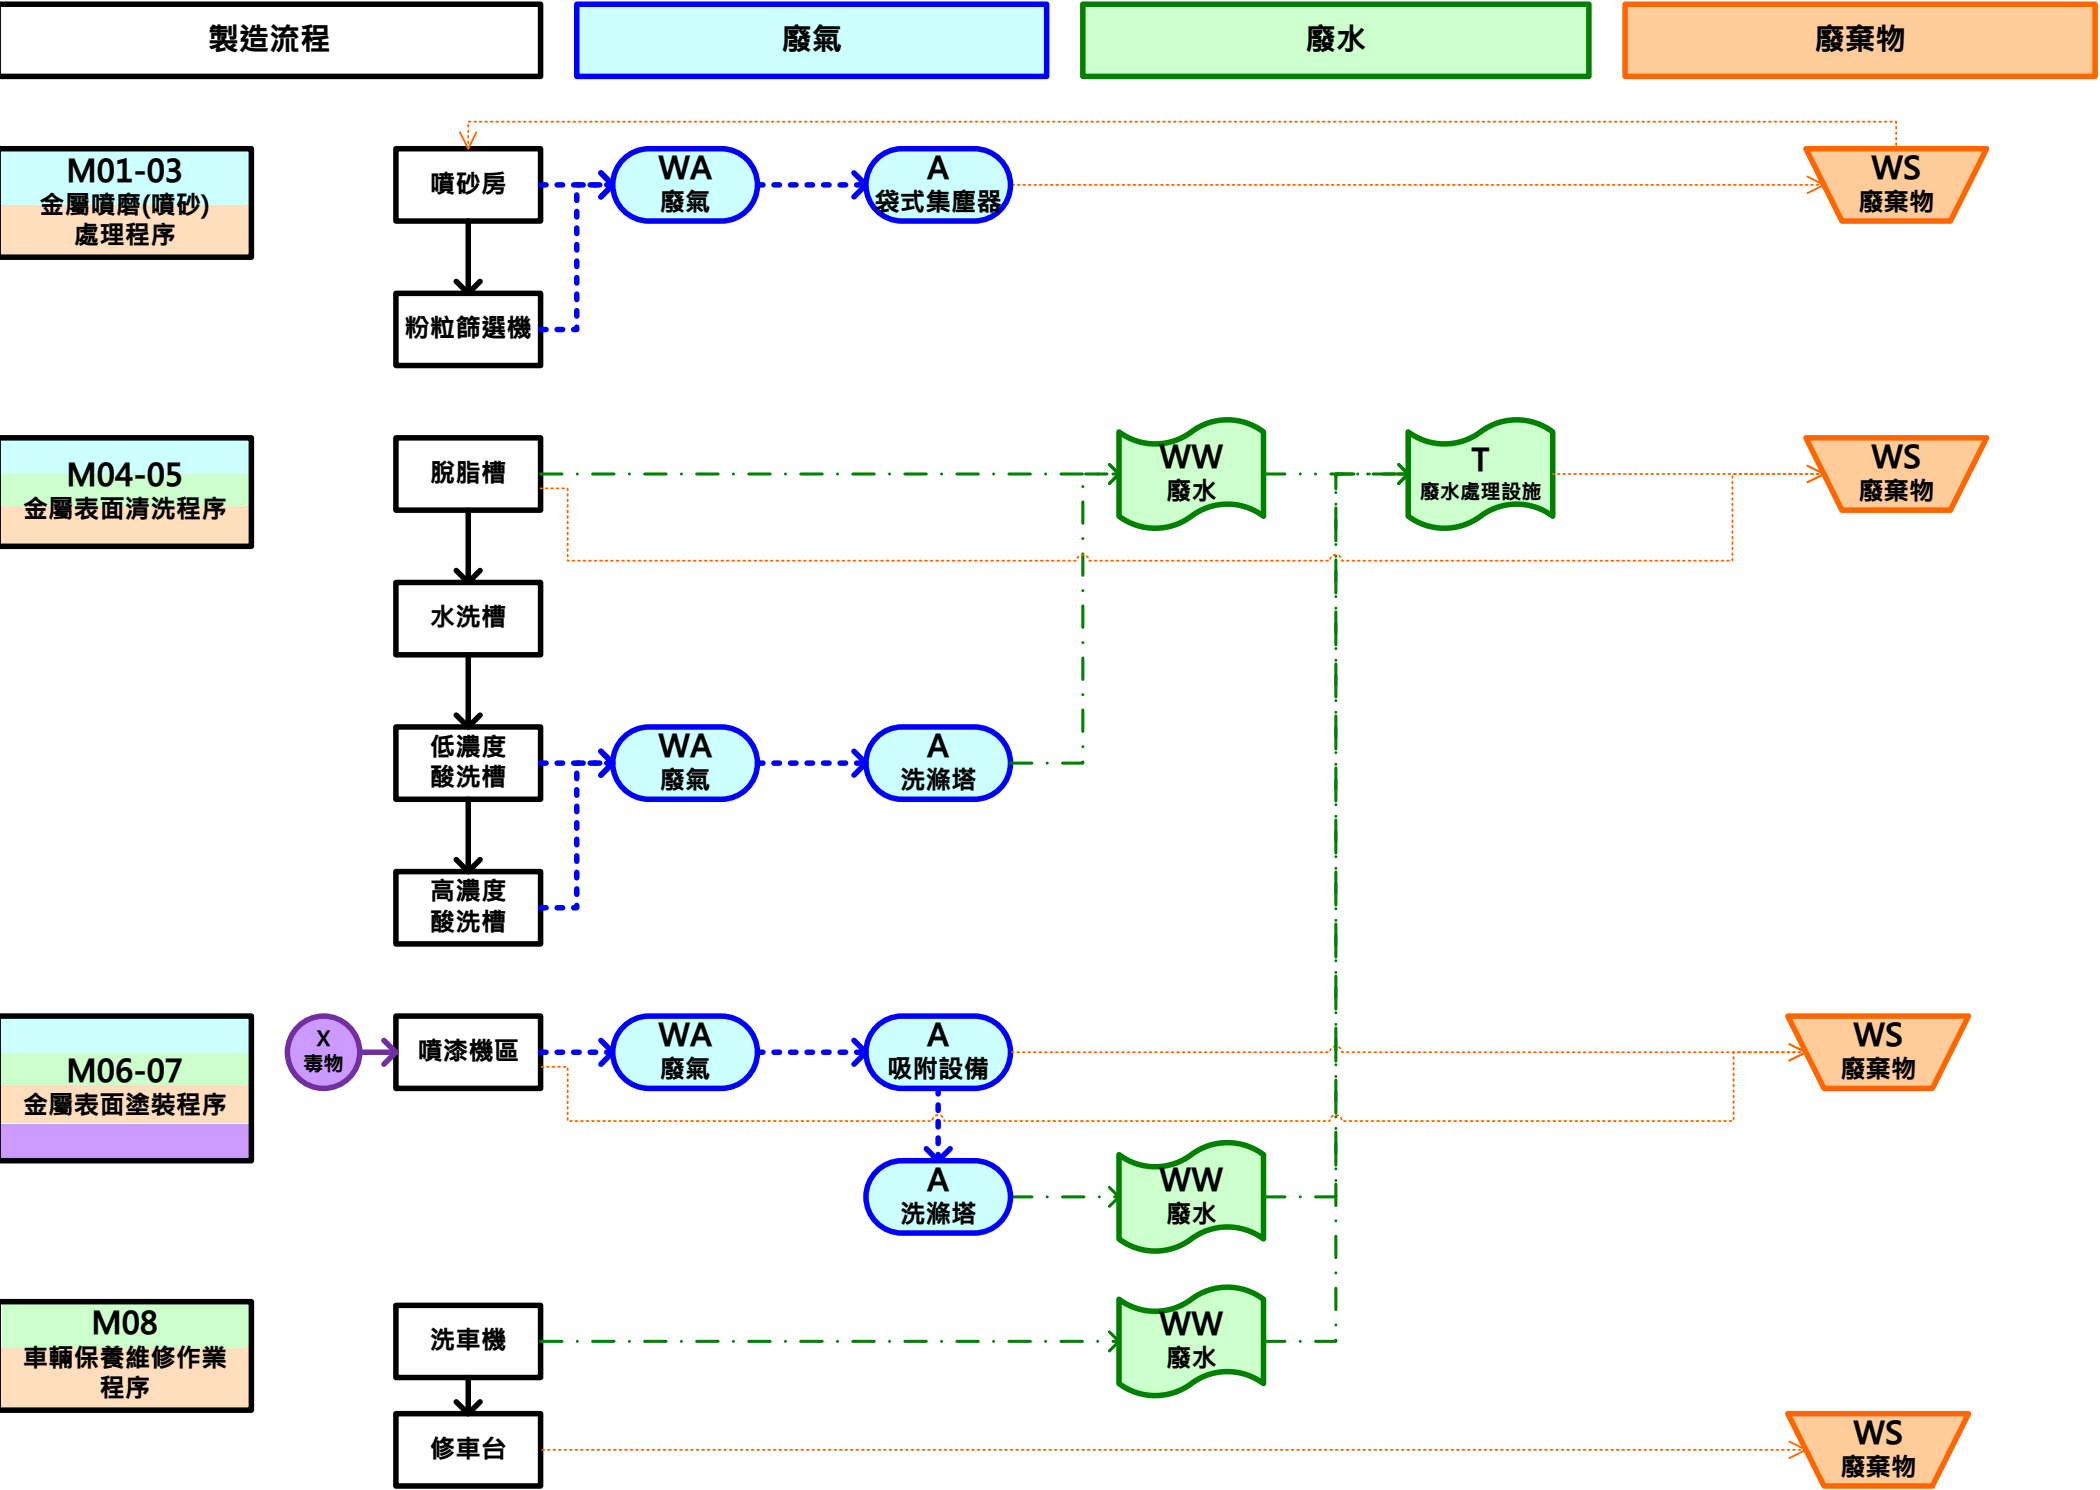 製造流程
廢氣
廢水
廢棄物
M01-03
金屬噴磨(噴砂)
處理程序
噴砂房
WA
廢氣
A
袋式集塵器
WS
廢棄物
粉粒篩選機
M04-05
金屬表面清洗程序
脫脂槽
WW
廢水
T
廢水處理設施
WS
廢棄物
水洗槽
低濃度
酸洗槽
WA
廢氣
A
洗滌塔
高濃度
酸洗槽
M06-07
金屬表面塗裝程序
X
毒物
噴漆機區
WA
廢氣
A
吸附設備
WS
廢棄物
A
洗滌塔
WW
廢水
M08
車輛保養維修作業
程序
洗車機
WW
廢水
修車台
WS
廢棄物